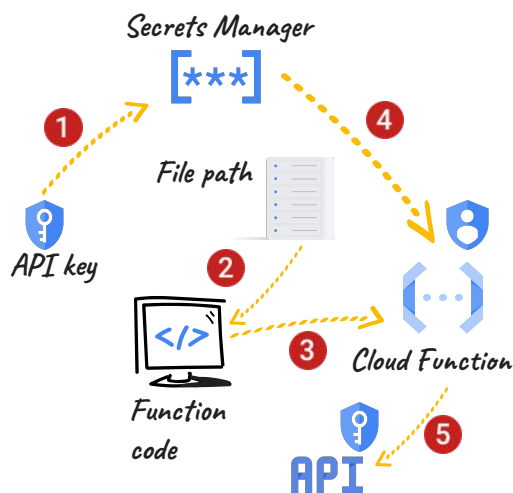 Secrets Manager
[***]
1
4
File path
API key
2
</>
3
Cloud Function
Function
code
5
API